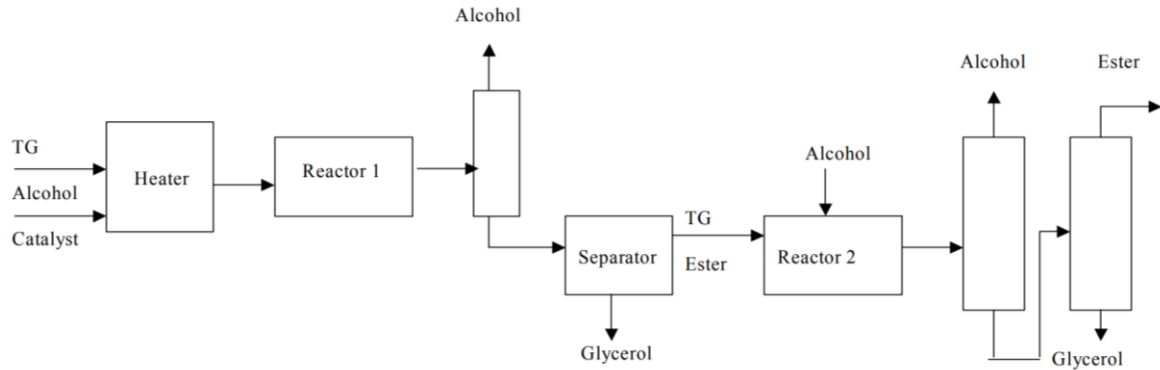 Alcohol
TG
Alcohol
Catalyst
Heater
Reactor 1
Separator
Glycerol
TG
Ester
Alcohol
Reactor 2
Alcohol
Ester
Glycerol